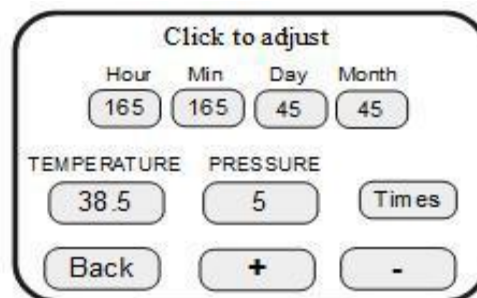 Click to adjust
Hour Min Day Month
165 165 45 45
TEMPERATURE PRESSURE
38.5 5 Times
Back + -